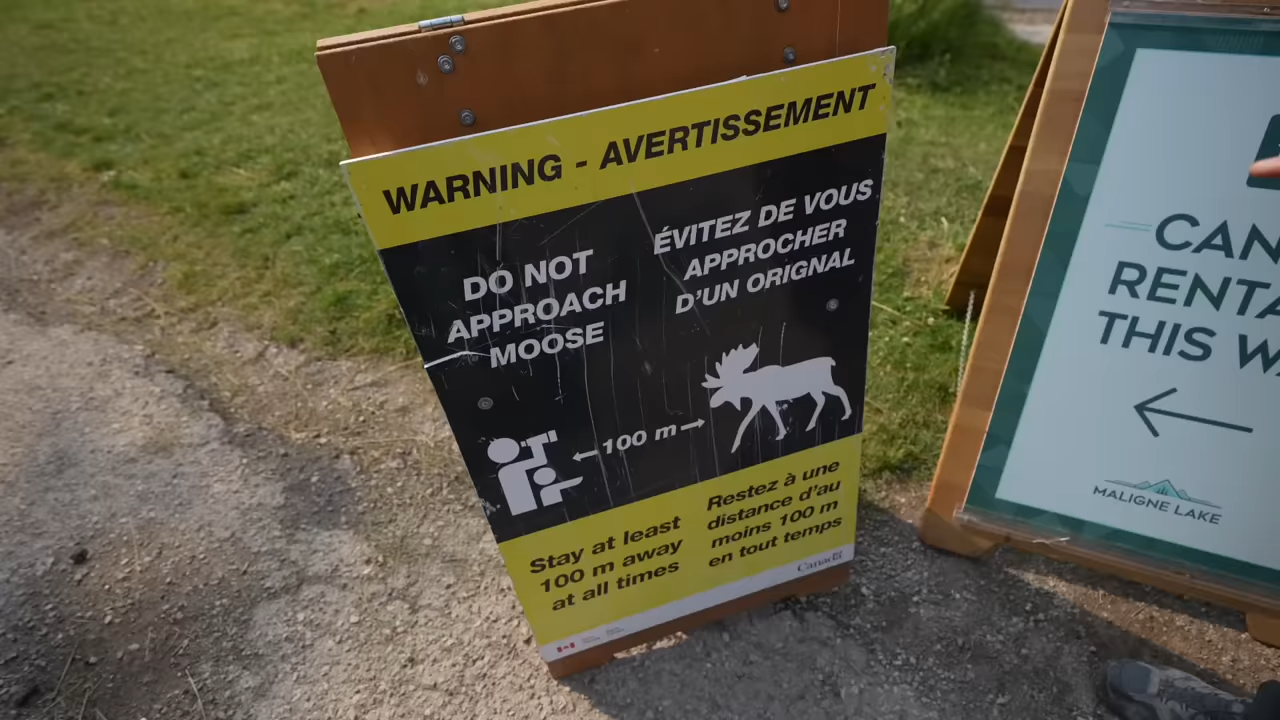 WARNING - AVERTISSEMENT
DO NOT
APPROACH
MOOSE
ÉVITEZ DE VOUS
APPROCHER
D'UN ORIGNAL
100 m
Stay at least
100 m away
at all times
Restez à une
distance d'au
moins 100 m
en tout temps
Canada
CAN
RENTA
THIS W
MALIGNE LAKE